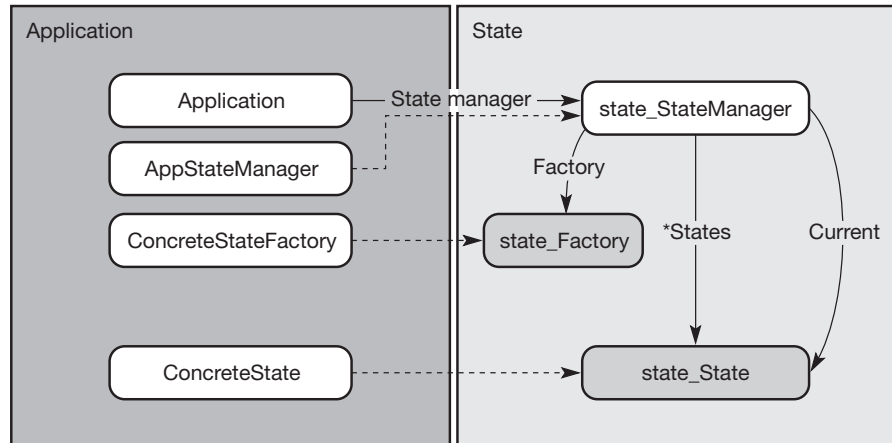 Application
State
Application
State manager
state_StateManager
AppStateManager
Factory
ConcreteStateFactory
state_Factory
*States
Current
ConcreteState
state_State